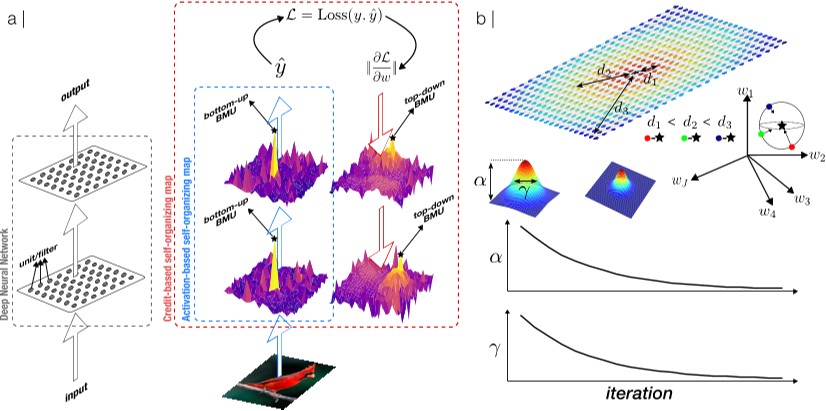 a |
output
unit/filter
Deep Neural Network
input
Credit-based self-organizing map
Activation-based self-organizing map
ℒ = Loss(y. ŷ)
ŷ
‖∂ℒ/∂w‖
bottom-up
BMU
top-down
BMU
bottom-up
BMU
top-down
BMU
b |
d₂
d₁
d₃
d₁ < d₂ < d₃
w₁
w₂
w₃
w₄
w_J
α
γ
α
γ
iteration